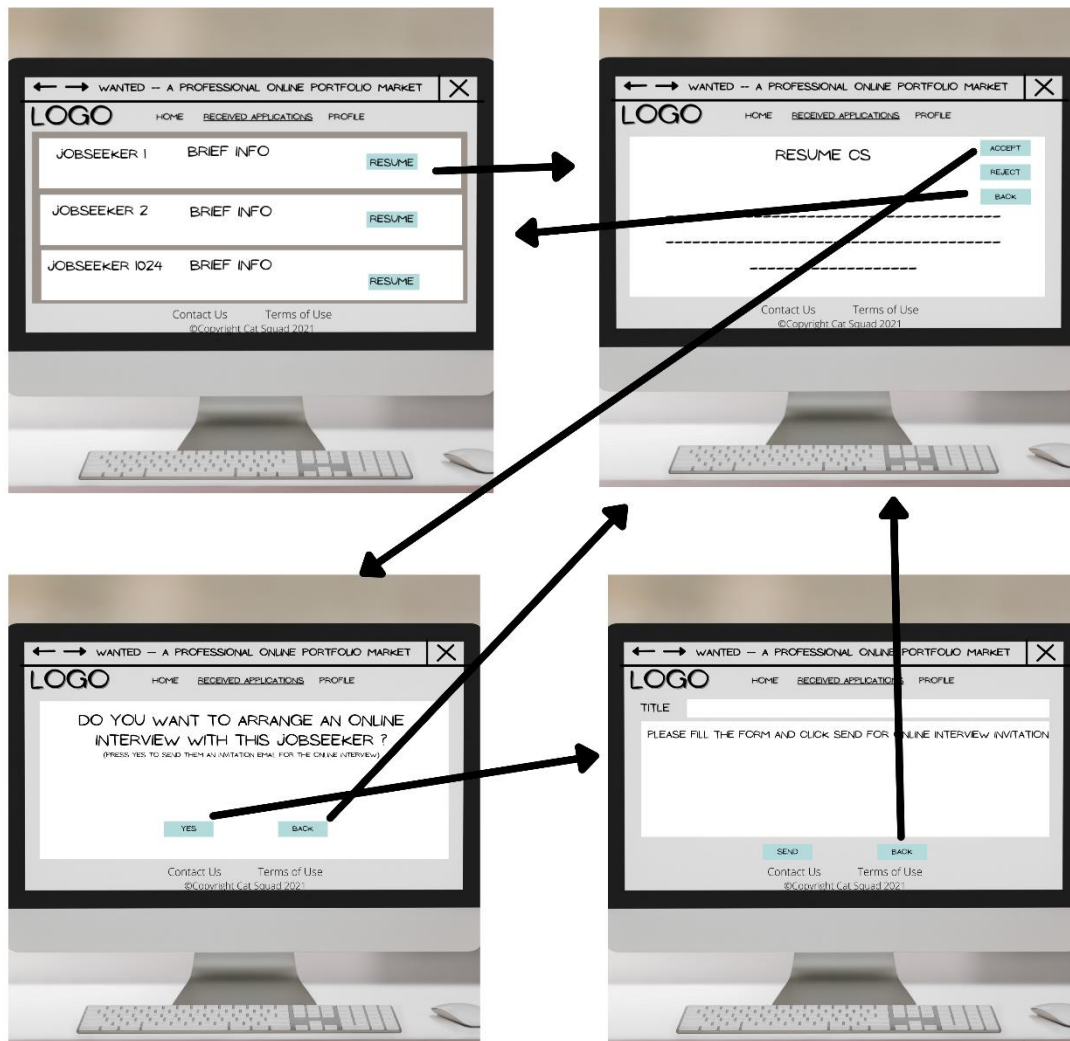 WANTED -- A PROFESSIONAL ONLINE PORTFOLIO MARKET
LOGO HOME RECEIVED APPLICATIONS PROFILE
JOBSEEKER 1 BRIEF INFO RESUME
JOBSEEKER 2 BRIEF INFO RESUME
JOBSEEKER 1024 BRIEF INFO RESUME
Contact Us Terms of Use
©Copyright Cat Squad 2021
WANTED -- A PROFESSIONAL ONLINE PORTFOLIO MARKET
LOGO HOME RECEIVED APPLICATIONS PROFILE
RESUME CS
ACCEPT
REJECT
BACK
Contact Us Terms of Use
©Copyright Cat Squad 2021
WANTED -- A PROFESSIONAL ONLINE PORTFOLIO MARKET
LOGO HOME RECEIVED APPLICATIONS PROFILE
DO YOU WANT TO ARRANGE AN ONLINE
INTERVIEW WITH THIS JOBSEEKER ?
(PRESS YES TO SEND THEM AN INVITATION EMAIL FOR THE ONLINE INTERVIEW)
YES BACK
Contact Us Terms of Use
©Copyright Cat Squad 2021
WANTED -- A PROFESSIONAL ONLINE PORTFOLIO MARKET
LOGO HOME RECEIVED APPLICATIONS PROFILE
TITLE
PLEASE FILL THE FORM AND CLICK SEND FOR ONLINE INTERVIEW INVITATION
SEND BACK
Contact Us Terms of Use
©Copyright Cat Squad 2021